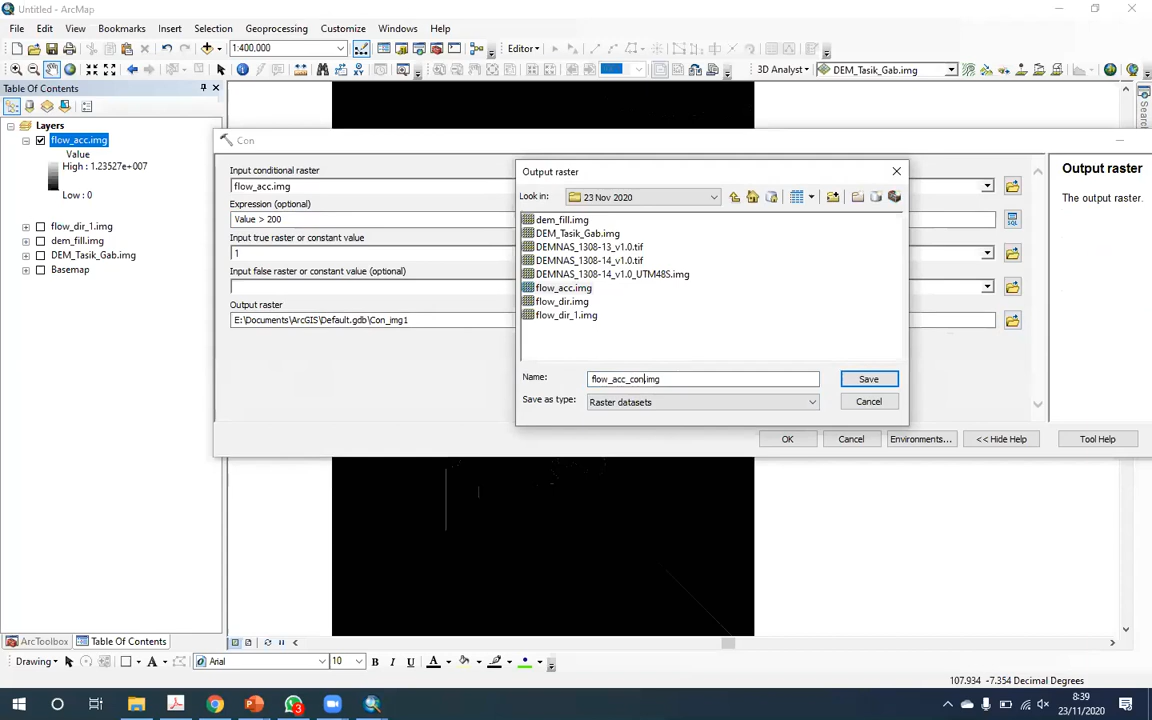 Untitled - ArcMap
File Edit View Bookmarks Insert Selection Geoprocessing Customize Windows Help
1:400,000 Editor
3D Analyst DEM_Tasik_Gab.img
Table Of Contents
Layers
flow_acc.img
Value
High : 1.23527e+007
Low : 0
flow_dir_1.img
dem_fill.img
DEM_Tasik_Gab.img
Basemap
Con
Input conditional raster
flow_acc.img
Expression (optional)
Value > 200
Input true raster or constant value
1
Input false raster or constant value (optional)
Output raster
E:\Documents\ArcGIS\Default.gdb\Con_img1
Output raster
Look in: 23 Nov 2020
dem_fill.img
DEM_Tasik_Gab.img
DEMNAS_1308-13_v1.0.tif
DEMNAS_1308-14_v1.0.tif
DEMNAS_1308-14_v1.0_UTM48S.img
flow_acc.img
flow_dir.img
flow_dir_1.img
Name: flow_acc_con.img Save
Save as type: Raster datasets Cancel
OK Cancel Environments... << Hide Help Tool Help
Output raster
The output raster.
ArcToolbox Table Of Contents
Drawing Arial 10 B I U A
107.934 -7.354 Decimal Degrees
3
8:39
23/11/2020